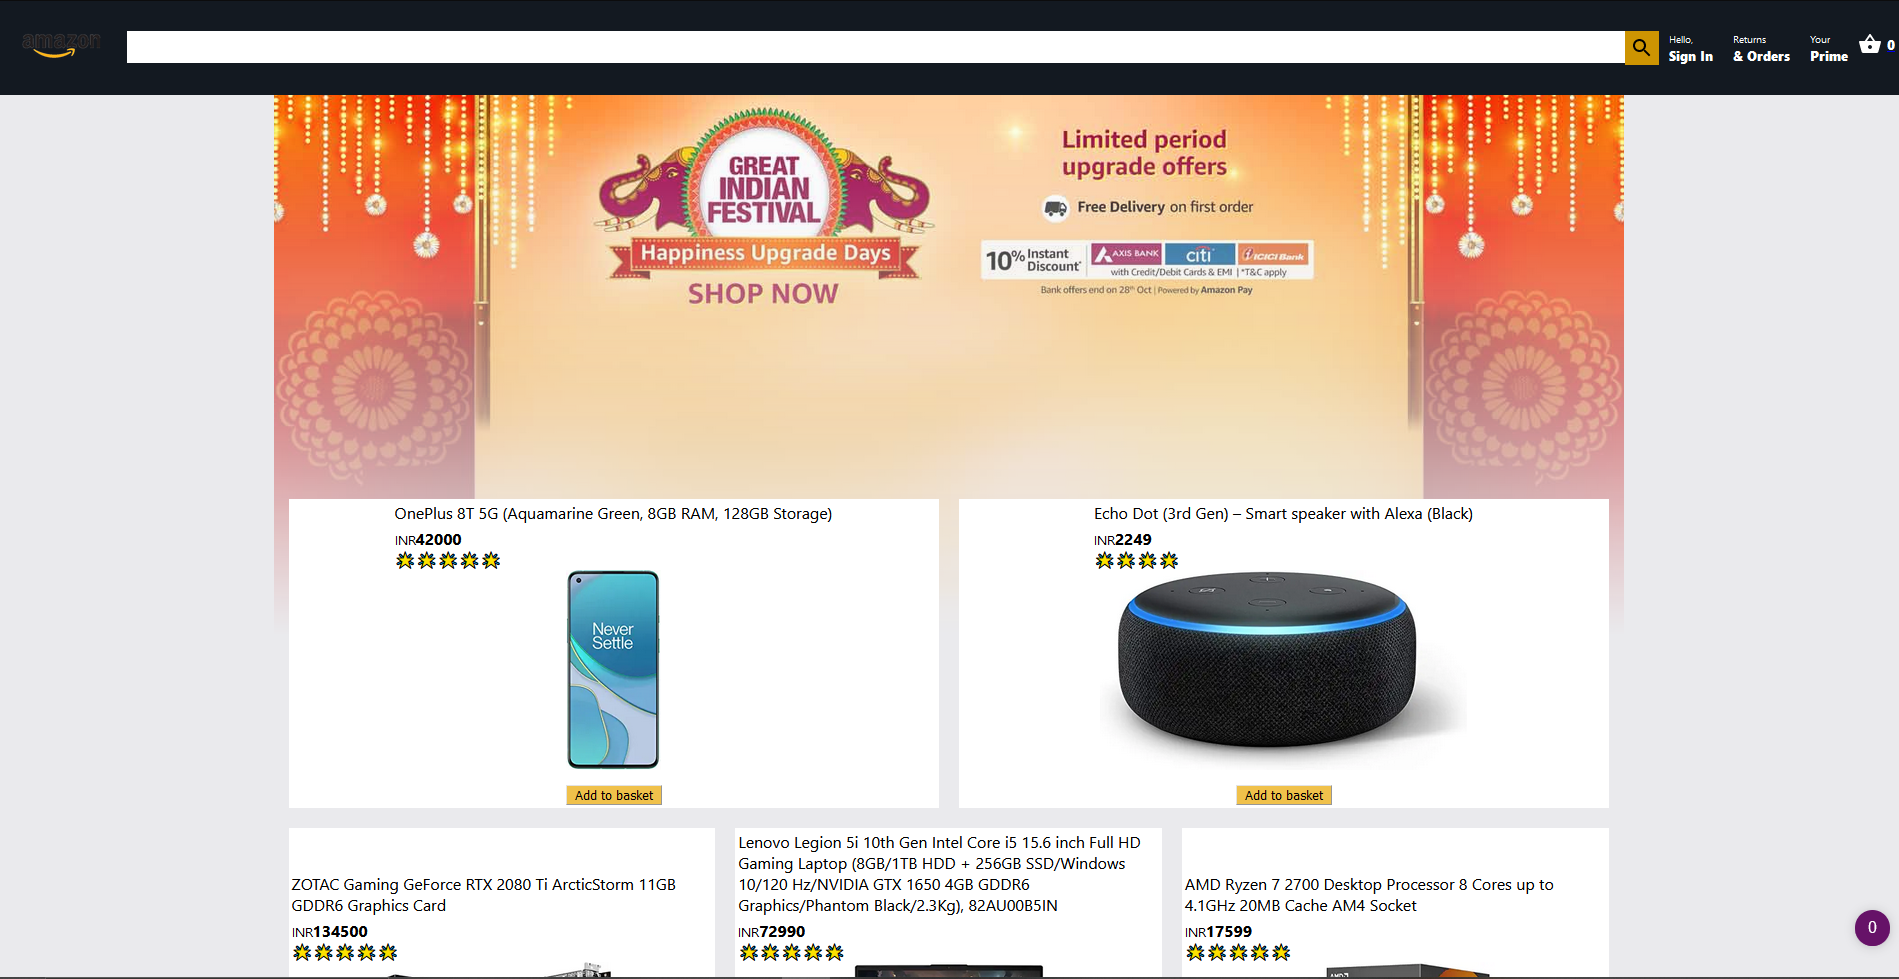 amazon
Hello,
Sign In
Returns
& Orders
Your
Prime
0
GREAT
INDIAN
FESTIVAL
Happiness Upgrade Days
SHOP NOW
Limited period
upgrade offers
Free Delivery on first order
10% Instant Discount*
AXIS BANK
citi
ICICI Bank
with Credit/Debit Cards & EMI | *T&C apply
Bank offers end on 28th Oct | Powered by Amazon Pay
OnePlus 8T 5G (Aquamarine Green, 8GB RAM, 128GB Storage)
INR42000
Never
Settle
Add to basket
Echo Dot (3rd Gen) – Smart speaker with Alexa (Black)
INR2249
Add to basket
ZOTAC Gaming GeForce RTX 2080 Ti ArcticStorm 11GB
GDDR6 Graphics Card
INR134500
Lenovo Legion 5i 10th Gen Intel Core i5 15.6 inch Full HD
Gaming Laptop (8GB/1TB HDD + 256GB SSD/Windows
10/120 Hz/NVIDIA GTX 1650 4GB GDDR6
Graphics/Phantom Black/2.3Kg), 82AU00B5IN
INR72990
AMD Ryzen 7 2700 Desktop Processor 8 Cores up to
4.1GHz 20MB Cache AM4 Socket
INR17599
0